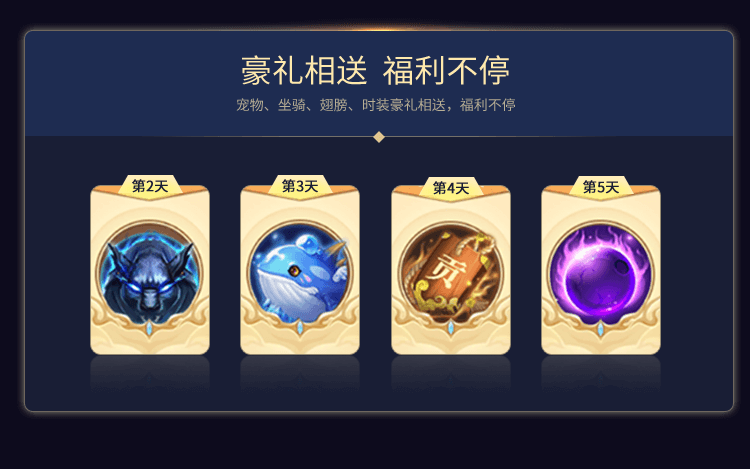 豪礼相送 福利不停
宠物、坐骑、翅膀、时装豪礼相送，福利不停
第2天
第3天
第4天
第5天
贡